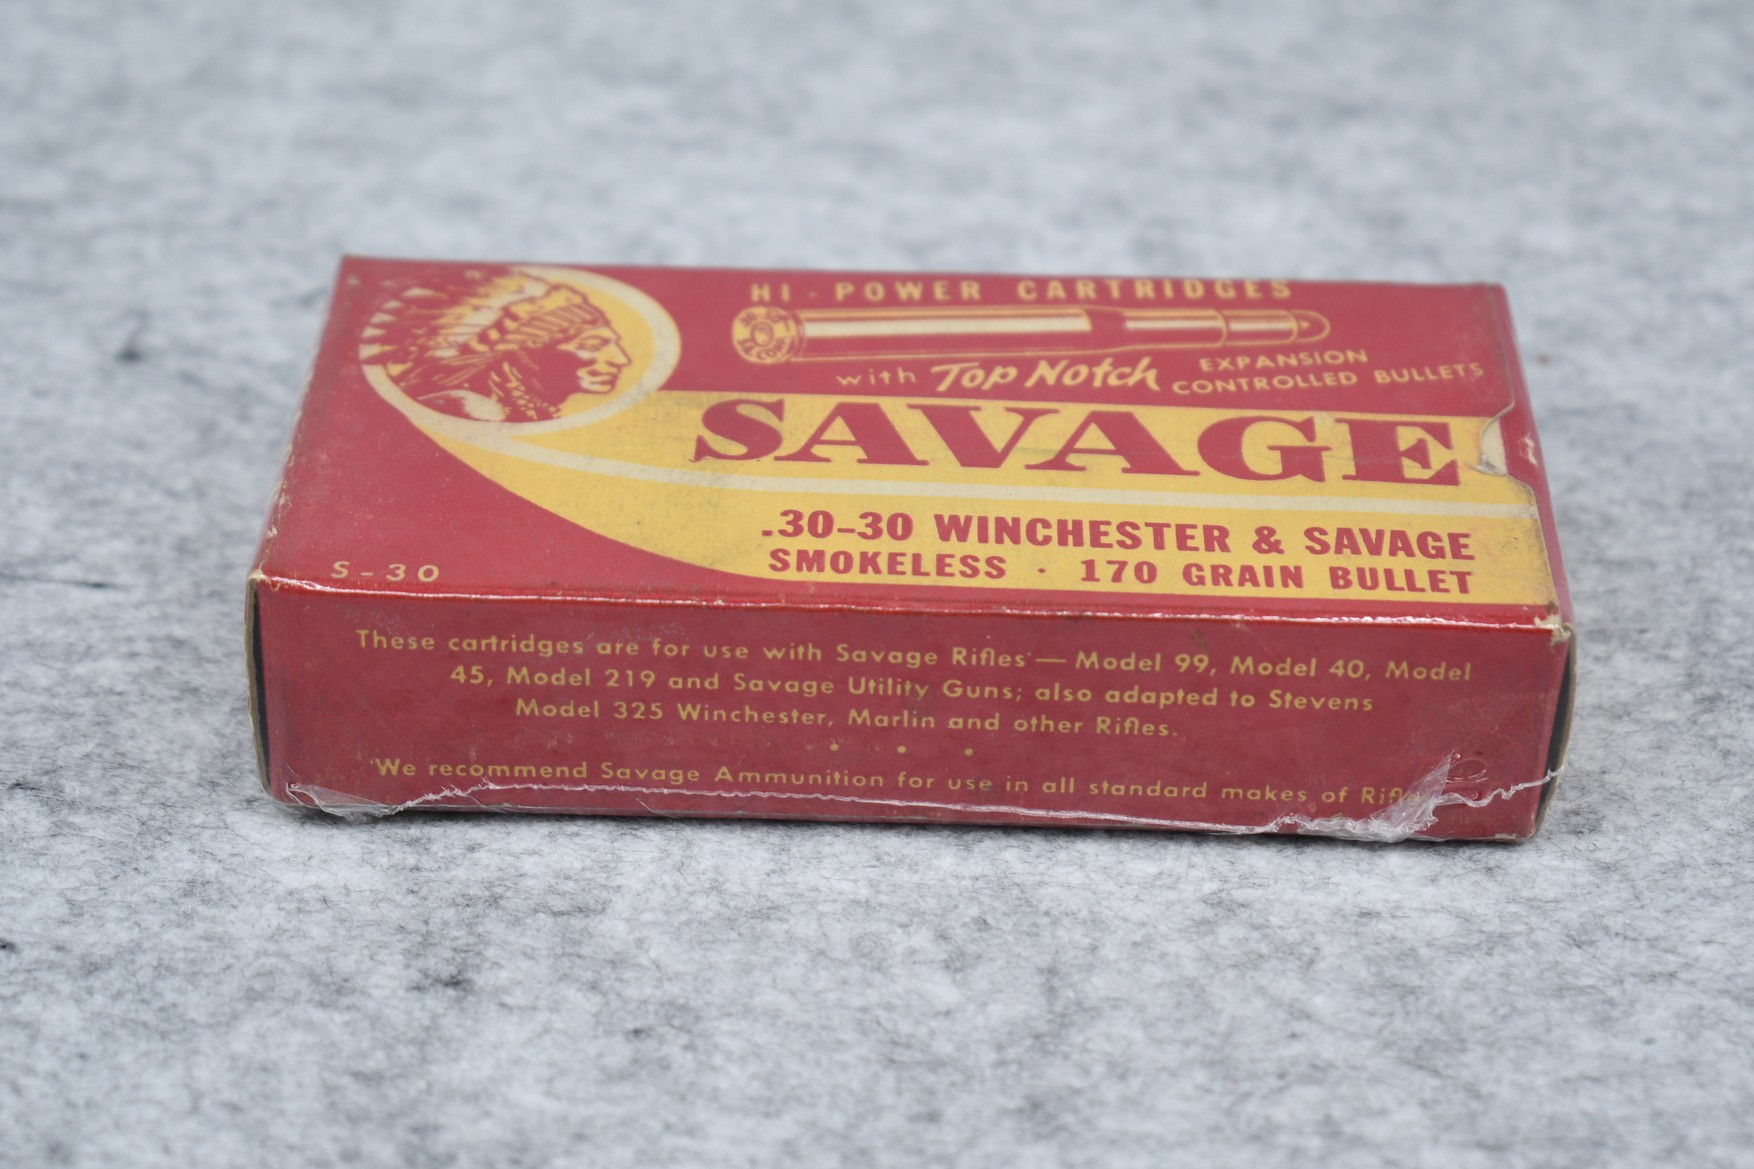 HI-POWER CARTRIDGES
with Top Notch EXPANSION CONTROLLED BULLETS
SAVAGE
.30-30 WINCHESTER & SAVAGE
SMOKELESS · 170 GRAIN BULLET
S-30
These cartridges are for use with Savage Rifles — Model 99, Model 40, Model
45, Model 219 and Savage Utility Guns; also adapted to Stevens
Model 325 Winchester, Marlin and other Rifles.
We recommend Savage Ammunition for use in all standard makes of